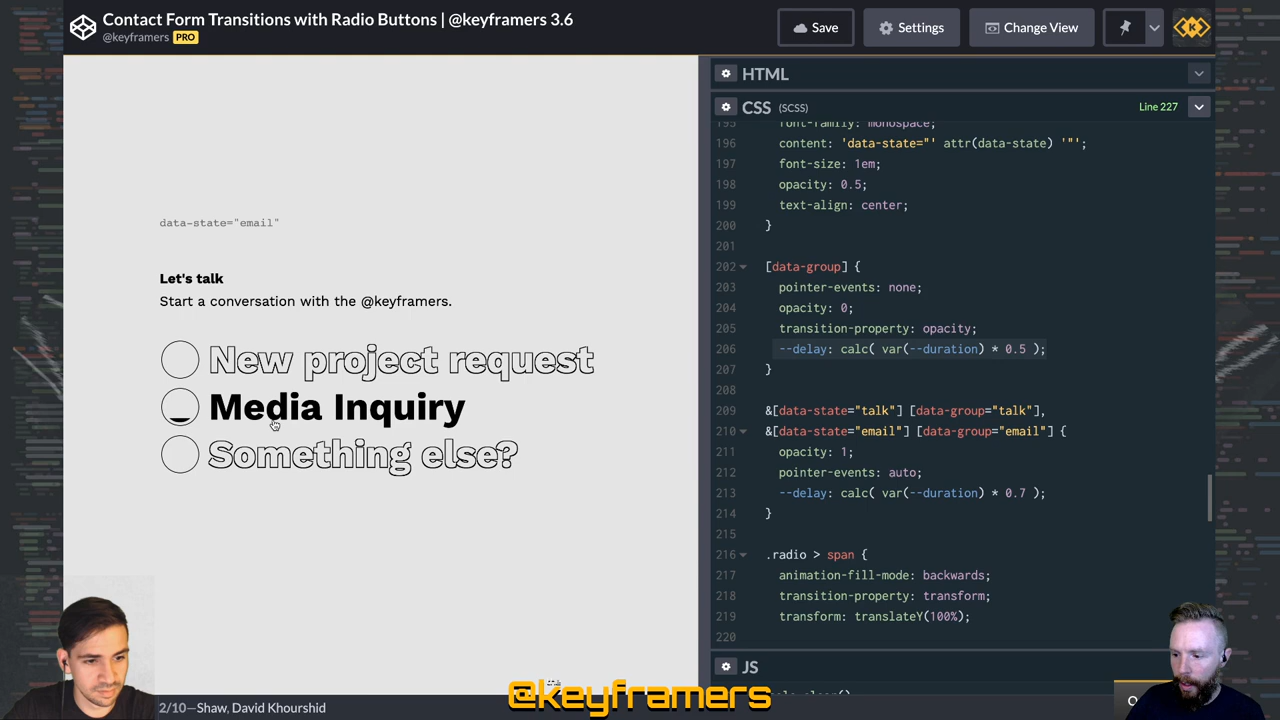 Contact Form Transitions with Radio Buttons | @keyframers 3.6
@keyframers PRO
Save
Settings
Change View
HTML
CSS (SCSS)
Line 227
195 font-family: monospace;
196 content: 'data-state="' attr(data-state) '"';
197 font-size: 1em;
198 opacity: 0.5;
199 text-align: center;
200 }
201
202 [data-group] {
203 pointer-events: none;
204 opacity: 0;
205 transition-property: opacity;
206 --delay: calc( var(--duration) * 0.5 );
207 }
208
209 &[data-state="talk"] [data-group="talk"],
210 &[data-state="email"] [data-group="email"] {
211 opacity: 1;
212 pointer-events: auto;
213 --delay: calc( var(--duration) * 0.7 );
214 }
215
216 .radio > span {
217 animation-fill-mode: backwards;
218 transition-property: transform;
219 transform: translateY(100%);
220
JS
data-state="email"
Let's talk
Start a conversation with the @keyframers.
New project request
Media Inquiry
Something else?
@keyframers
2/10—Shaw, David Khourshid